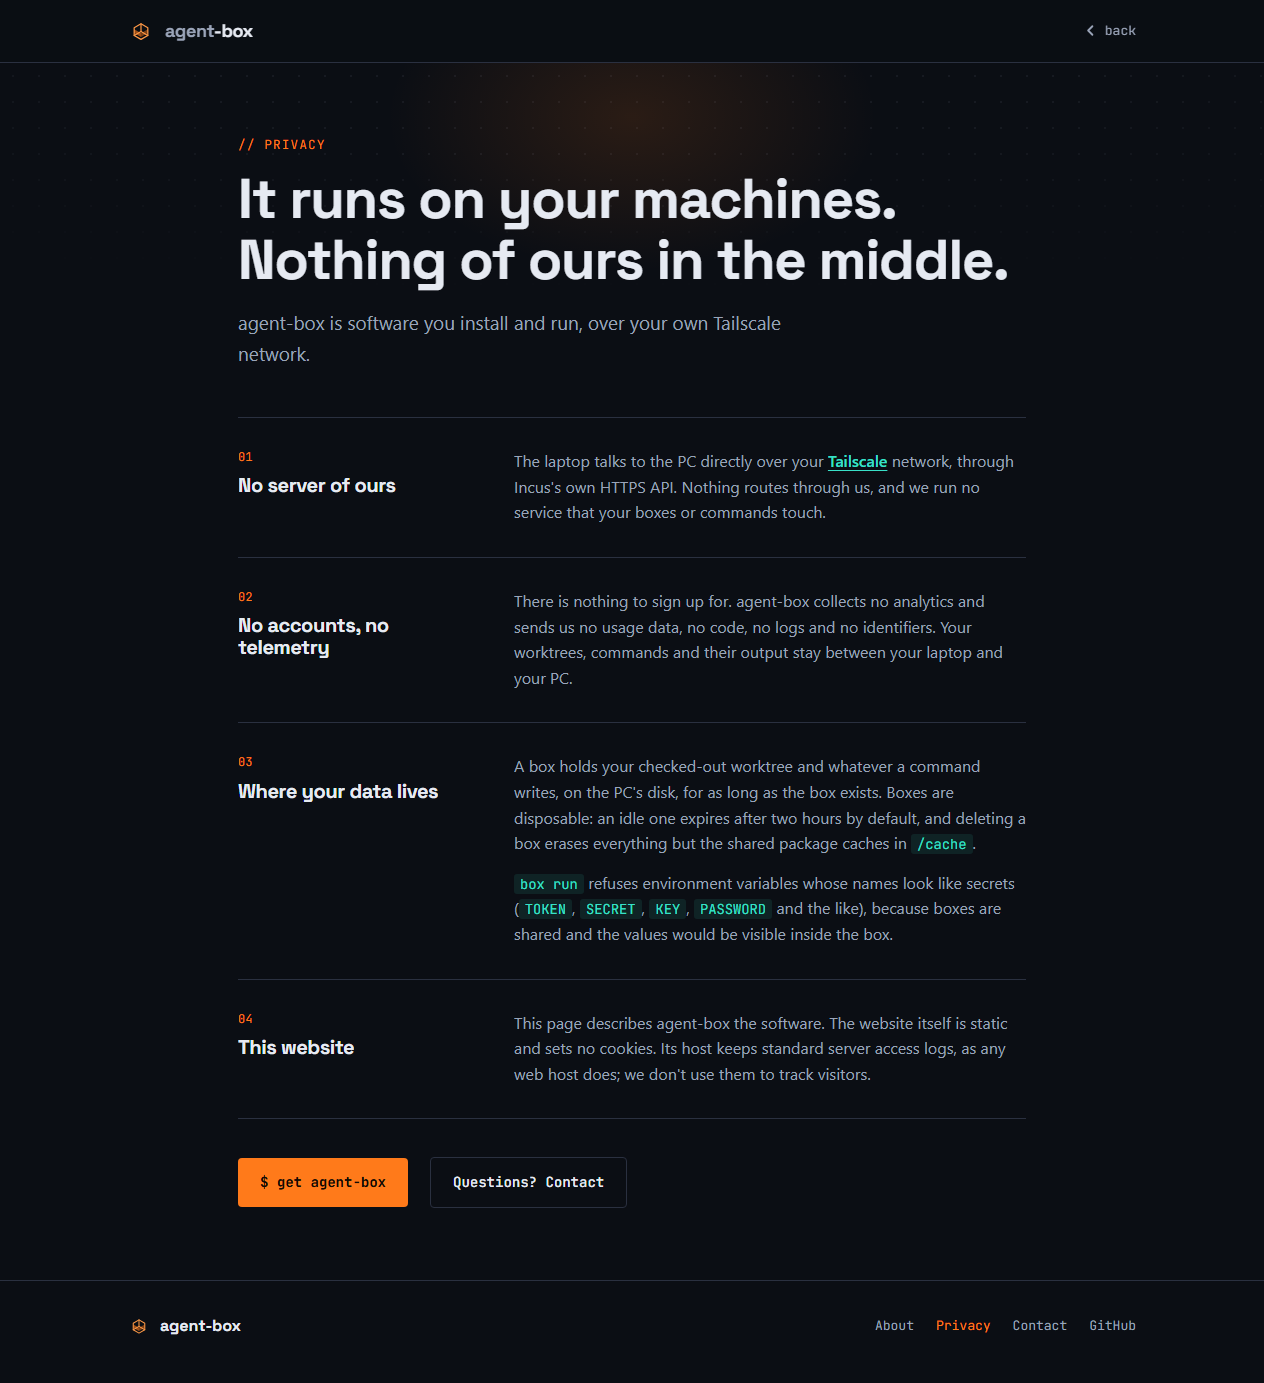 agent-box
back
// PRIVACY
It runs on your machines.
Nothing of ours in the middle.
agent-box is software you install and run, over your own Tailscale
network.
01
No server of ours
The laptop talks to the PC directly over your Tailscale network, through
Incus's own HTTPS API. Nothing routes through us, and we run no
service that your boxes or commands touch.
02
No accounts, no
telemetry
There is nothing to sign up for. agent-box collects no analytics and
sends us no usage data, no code, no logs and no identifiers. Your
worktrees, commands and their output stay between your laptop and
your PC.
03
Where your data lives
A box holds your checked-out worktree and whatever a command
writes, on the PC's disk, for as long as the box exists. Boxes are
disposable: an idle one expires after two hours by default, and deleting a
box erases everything but the shared package caches in /cache.
box run refuses environment variables whose names look like secrets
(TOKEN, SECRET, KEY, PASSWORD and the like), because boxes are
shared and the values would be visible inside the box.
04
This website
This page describes agent-box the software. The website itself is static
and sets no cookies. Its host keeps standard server access logs, as any
web host does; we don't use them to track visitors.
$ get agent-box
Questions? Contact
agent-box
About Privacy Contact GitHub